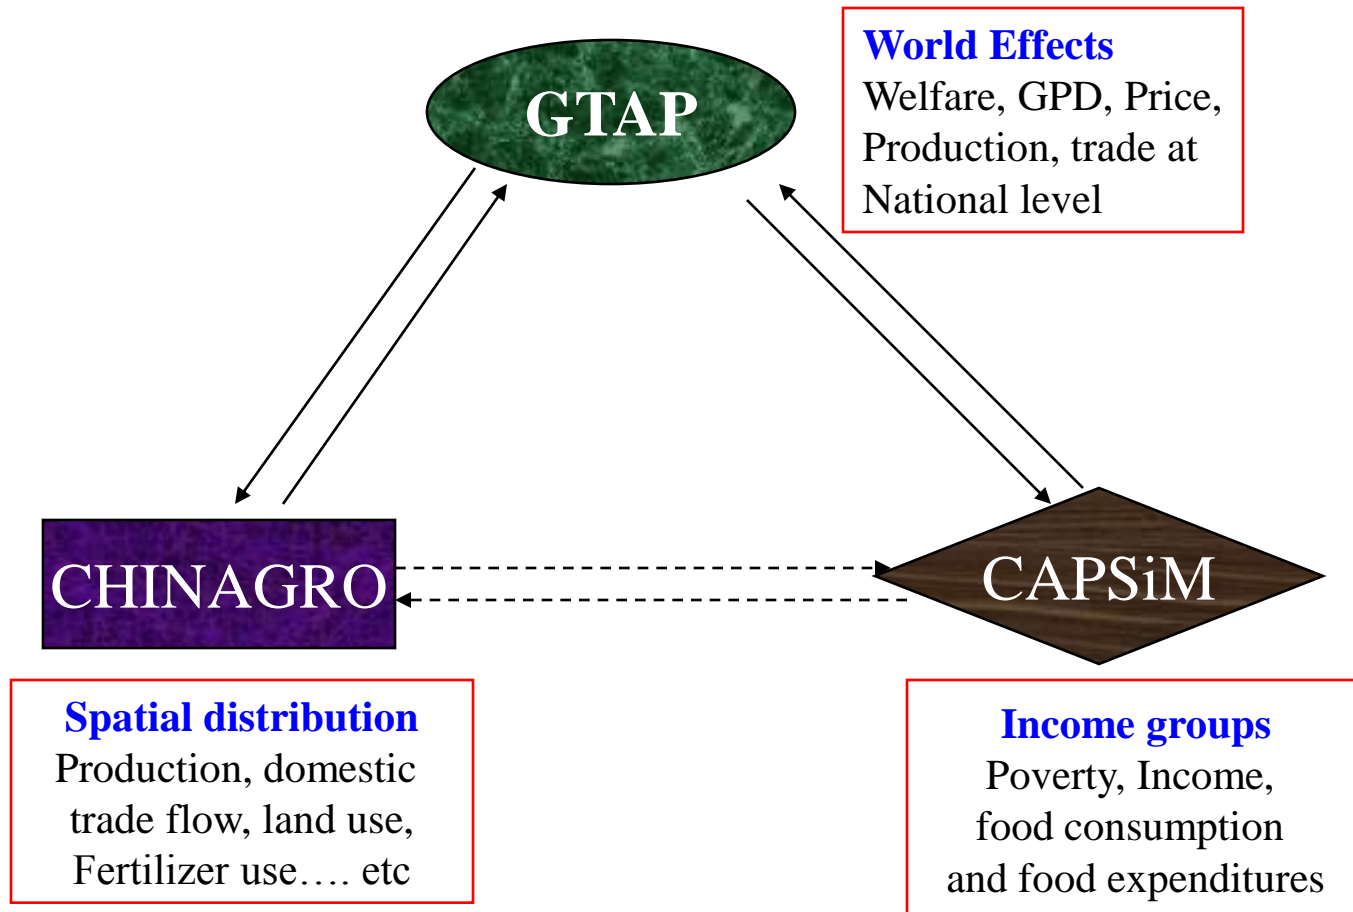 GTAP
World Effects
Welfare, GPD, Price,
Production, trade at
National level
CHINAGRO
CAPSiM
Spatial distribution
Production, domestic
trade flow, land use,
Fertilizer use…. etc
Income groups
Poverty, Income,
food consumption
and food expenditures